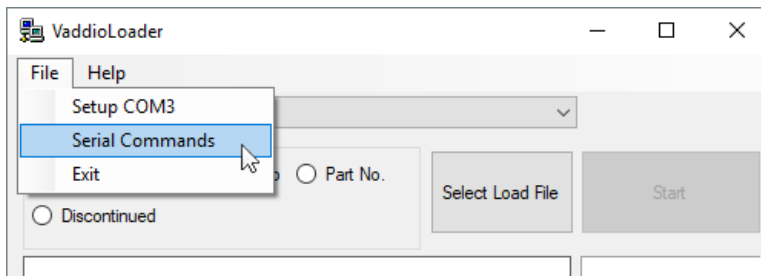 VaddioLoader
File Help
Setup COM3
Serial Commands
Exit
Part No.
Select Load File
Start
Discontinued